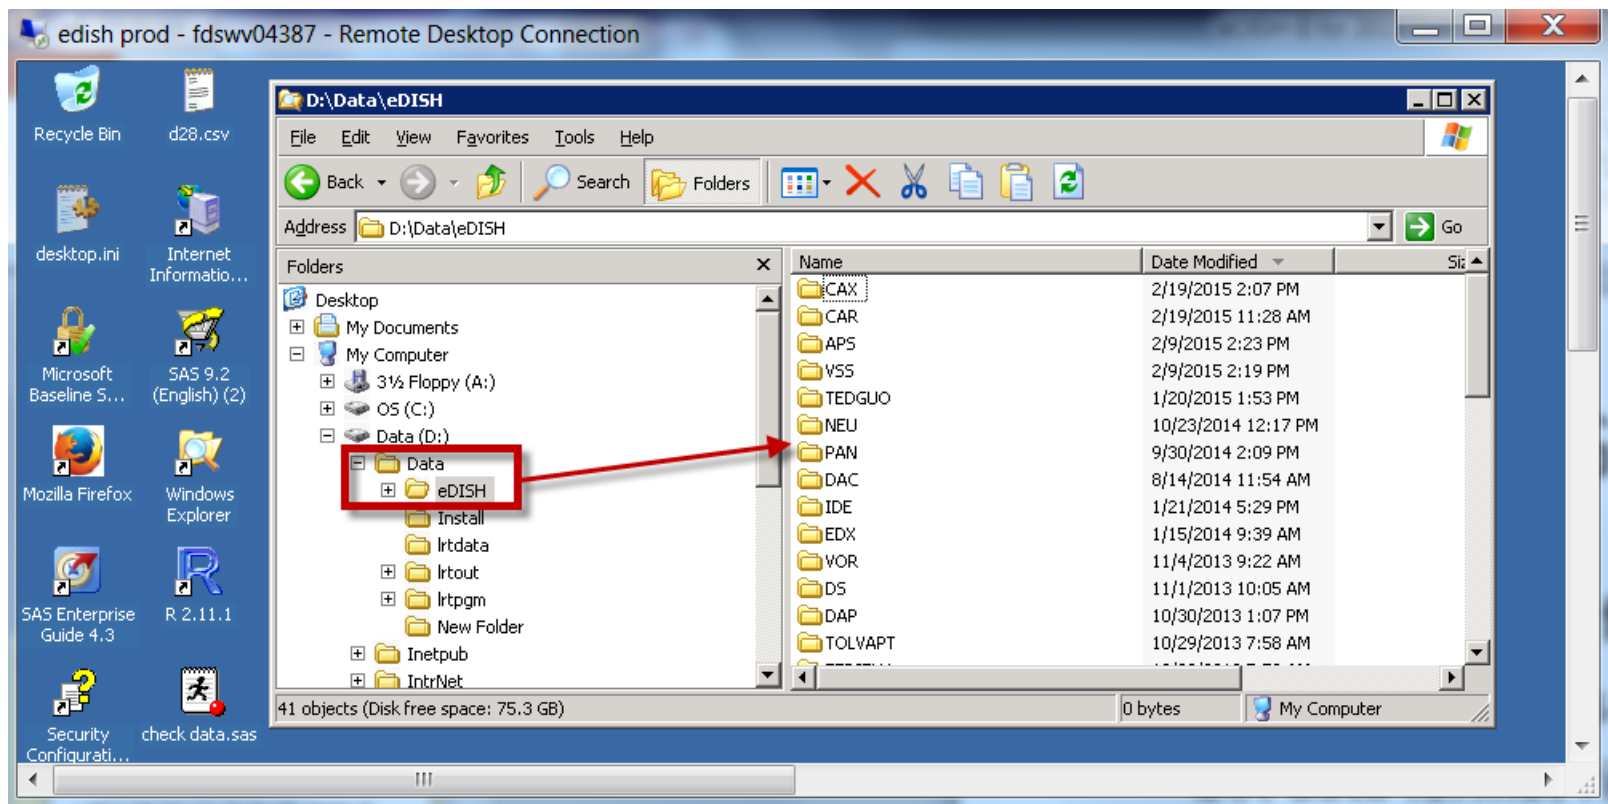 edish prod - fdswv04387 - Remote Desktop Connection
Recycle Bin
d28.csv
desktop.ini
Internet
Informatio...
Microsoft
Baseline S...
SAS 9.2
(English) (2)
Mozilla Firefox
Windows
Explorer
SAS Enterprise
Guide 4.3
R 2.11.1
Security
Configurati...
check data.sas
D:\Data\eDISH
File Edit View Favorites Tools Help
Back Search Folders
Address D:\Data\eDISH Go
Folders
Desktop
My Documents
My Computer
3½ Floppy (A:)
OS (C:)
Data (D:)
Data
eDISH
Install
lrtdata
lrtout
lrtpgm
New Folder
Inetpub
IntrNet
Name Date Modified
CAX 2/19/2015 2:07 PM
CAR 2/19/2015 11:28 AM
APS 2/9/2015 2:23 PM
VSS 2/9/2015 2:19 PM
TEDGUO 1/20/2015 1:53 PM
NEU 10/23/2014 12:17 PM
PAN 9/30/2014 2:09 PM
DAC 8/14/2014 11:54 AM
IDE 1/21/2014 5:29 PM
EDX 1/15/2014 9:39 AM
VOR 11/4/2013 9:22 AM
DS 11/1/2013 10:05 AM
DAP 10/30/2013 1:07 PM
TOLVAPT 10/29/2013 7:58 AM
41 objects (Disk free space: 75.3 GB) 0 bytes My Computer